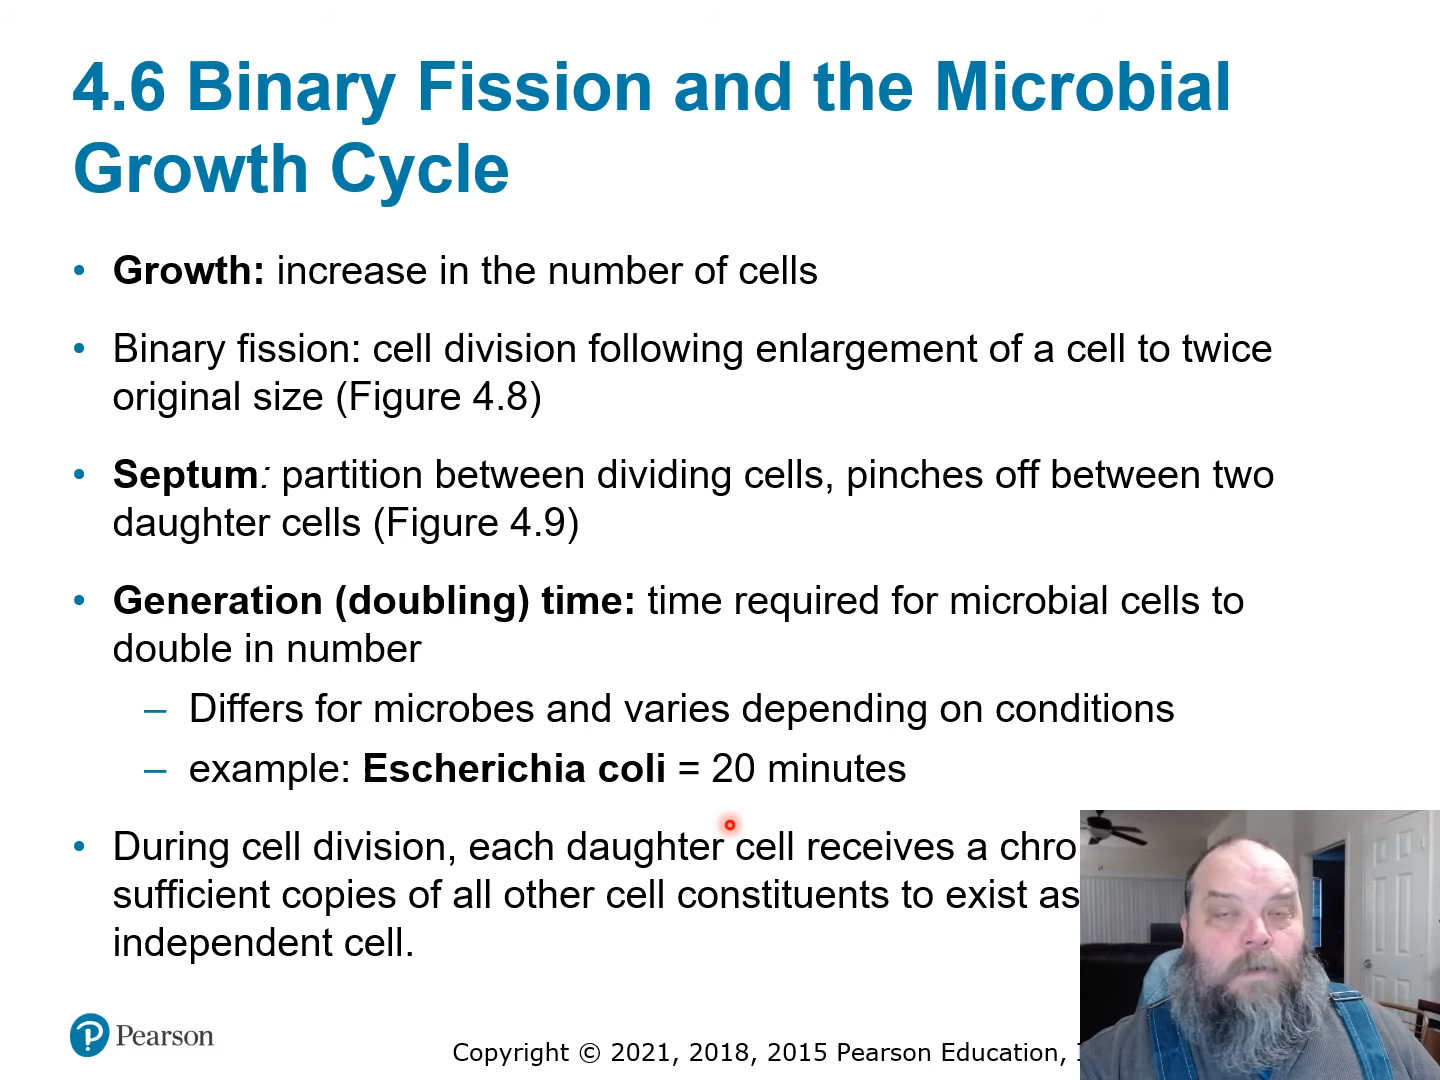 4.6 Binary Fission and the Microbial
Growth Cycle
• Growth: increase in the number of cells
• Binary fission: cell division following enlargement of a cell to twice
original size (Figure 4.8)
• Septum: partition between dividing cells, pinches off between two
daughter cells (Figure 4.9)
• Generation (doubling) time: time required for microbial cells to
double in number
– Differs for microbes and varies depending on conditions
– example: Escherichia coli = 20 minutes
• During cell division, each daughter cell receives a chro
sufficient copies of all other cell constituents to exist as
independent cell.
Pearson
Copyright © 2021, 2018, 2015 Pearson Education,